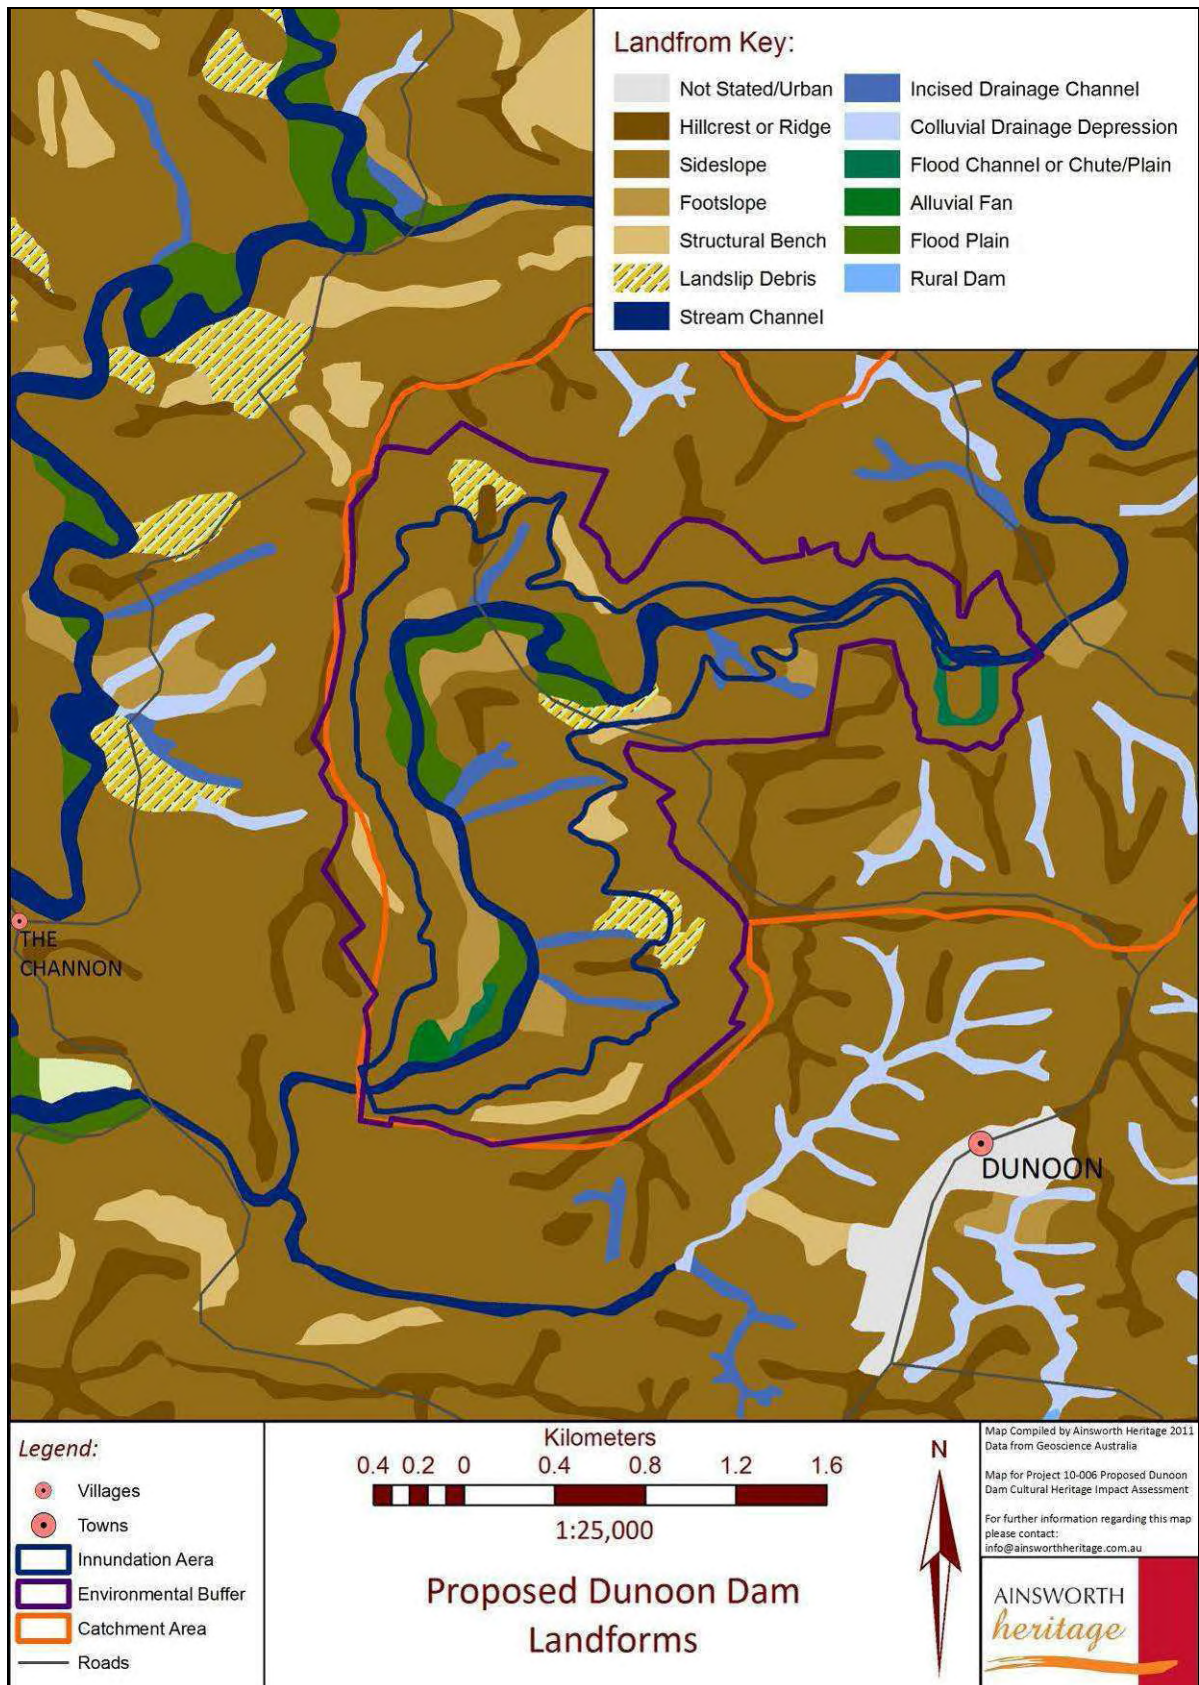 Landfrom Key:
Not Stated/Urban
Hillcrest or Ridge
Sideslope
Footslope
Structural Bench
Landslip Debris
Stream Channel
Incised Drainage Channel
Colluvial Drainage Depression
Flood Channel or Chute/Plain
Alluvial Fan
Flood Plain
Rural Dam
THE
CHANNON
DUNOON
Legend:
Villages
Towns
Innundation Aera
Environmental Buffer
Catchment Area
Roads
Kilometers
0.4 0.2 0 0.4 0.8 1.2 1.6
1:25,000
Proposed Dunoon Dam
Landforms
N
Map Compiled by Ainsworth Heritage 2011
Data from Geoscience Australia
Map for Project 10-006 Proposed Dunoon
Dam Cultural Heritage Impact Assessment
For further information regarding this map
please contact:
info@ainsworthheritage.com.au
AINSWORTH
heritage